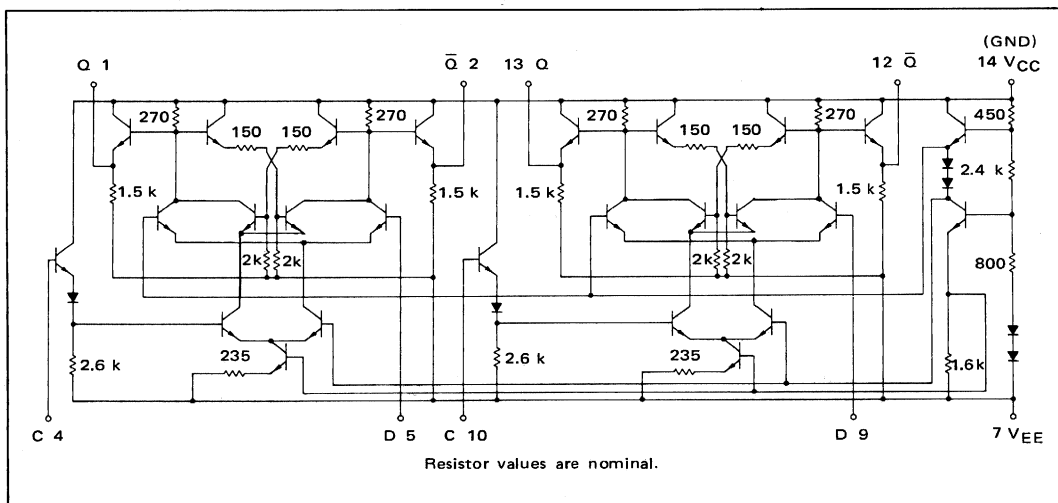 (GND)
Q 1
Q̅ 2
13 Q
12 Q̅
14 VCC
270
270
270
270
450
150
150
150
150
1.5 k
1.5 k
1.5 k
1.5 k
2.4 k
2k
2k
2k
2k
800
2.6 k
235
2.6 k
235
1.6k
C 4
D 5
C 10
D 9
7 VEE
Resistor values are nominal.